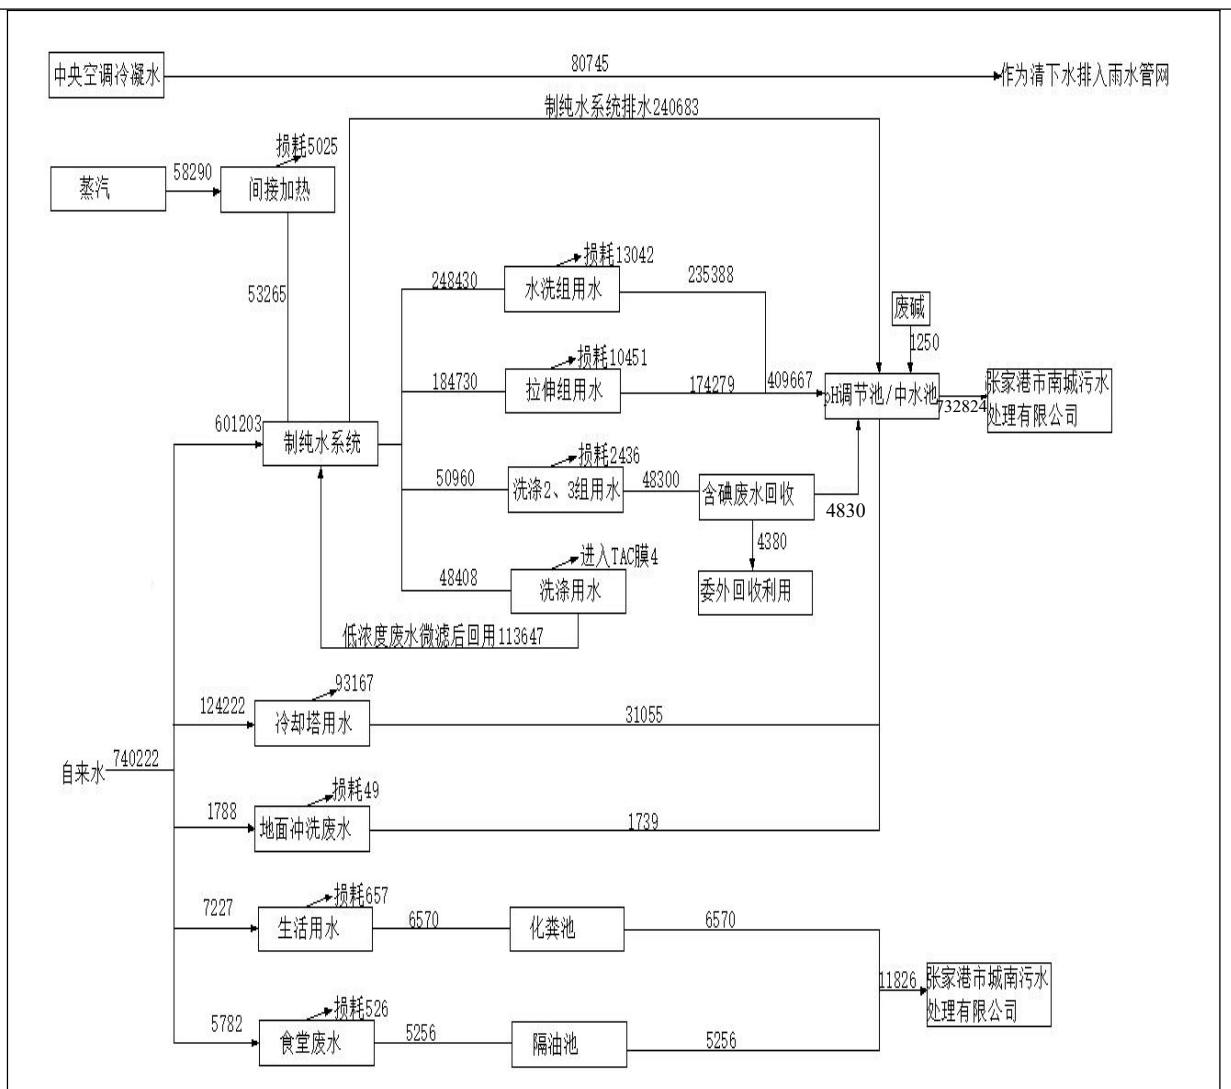 80745
中央空调冷凝水
作为清下水排入雨水管网
制纯水系统排水240683
损耗5025
58290
蒸汽
间接加热
53265
损耗13042
248430
水洗组用水
235388
废碱
1250
损耗10451
184730
拉伸组用水
174279
409667
pH调节池/中水池
732824
张家港市南城污水
处理有限公司
601203
制纯水系统
损耗2436
50960
洗涤2、3组用水
48300
含碘废水回收
4830
4380
委外回收利用
进入TAC膜4
48408
洗涤用水
低浓度废水微滤后回用113647
93167
124222
冷却塔用水
31055
自来水
740222
损耗49
1788
地面冲洗废水
1739
损耗657
7227
生活用水
6570
化粪池
6570
11826
张家港市城南污水
处理有限公司
损耗526
5782
食堂废水
5256
隔油池
5256